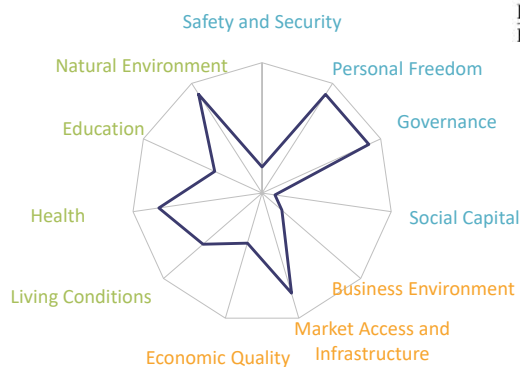 Safety and Security
Natural Environment
Personal Freedom
Education
Governance
Health
Social Capital
Living Conditions
Business Environment
Market Access and
Infrastructure
Economic Quality